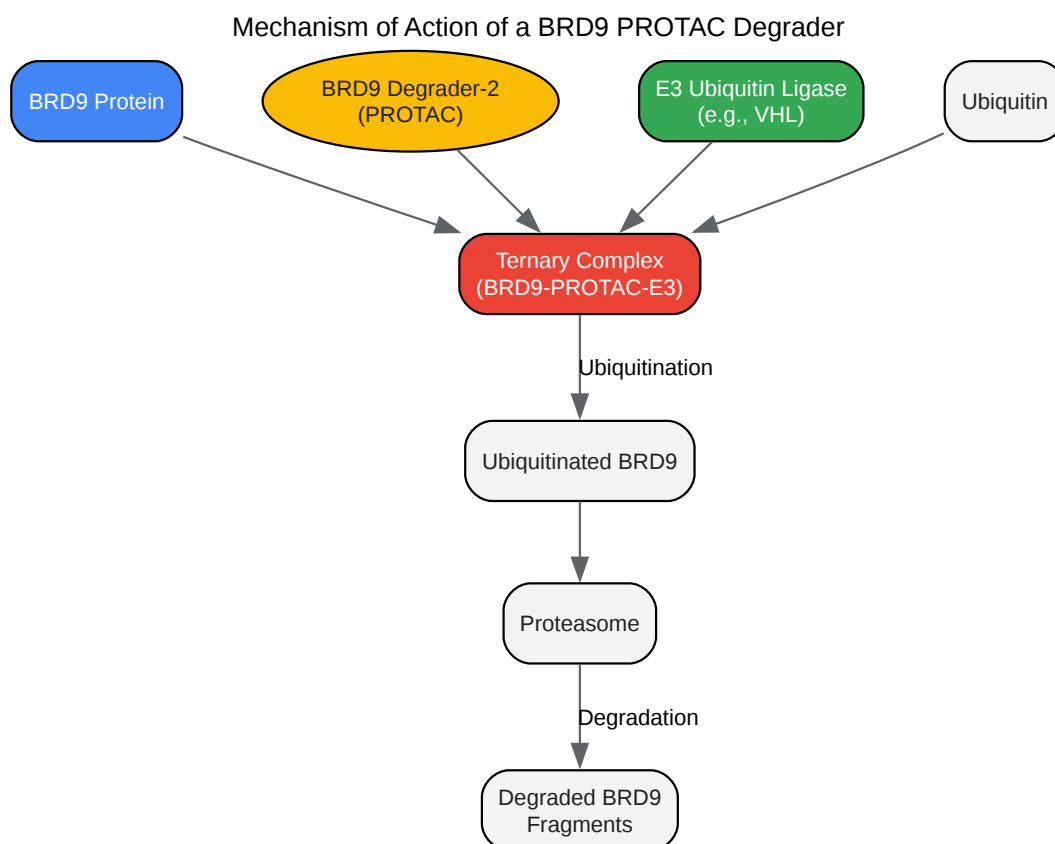 Mechanism of Action of a BRD9 PROTAC Degrader
BRD9 Protein
BRD9 Degrader-2
(PROTAC)
E3 Ubiquitin Ligase
(e.g., VHL)
Ubiquitin
Ternary Complex
(BRD9-PROTAC-E3)
Ubiquitination
Ubiquitinated BRD9
Proteasome
Degradation
Degraded BRD9
Fragments